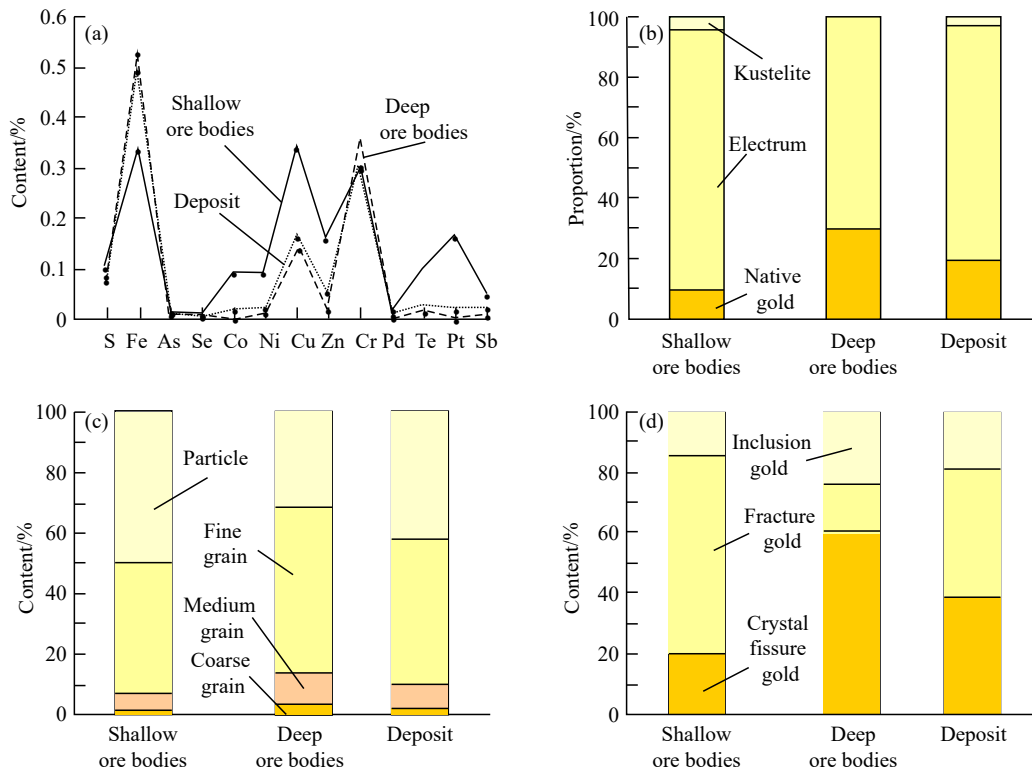 (a)
Content/%
0.6
0.5
0.4
0.3
0.2
0.1
0
Shallow
ore bodies
Deep
ore bodies
Deposit
S Fe As Se Co Ni Cu Zn Cr Pd Te Pt Sb
(b)
Proportion/%
100
80
60
40
20
0
Kustelite
Electrum
Native
gold
Shallow
ore bodies
Deep
ore bodies
Deposit
(c)
Content/%
100
80
60
40
20
0
Particle
Fine
grain
Medium
grain
Coarse
grain
Shallow
ore bodies
Deep
ore bodies
Deposit
(d)
Content/%
100
80
60
40
20
0
Inclusion
gold
Fracture
gold
Crystal
fissure
gold
Shallow
ore bodies
Deep
ore bodies
Deposit